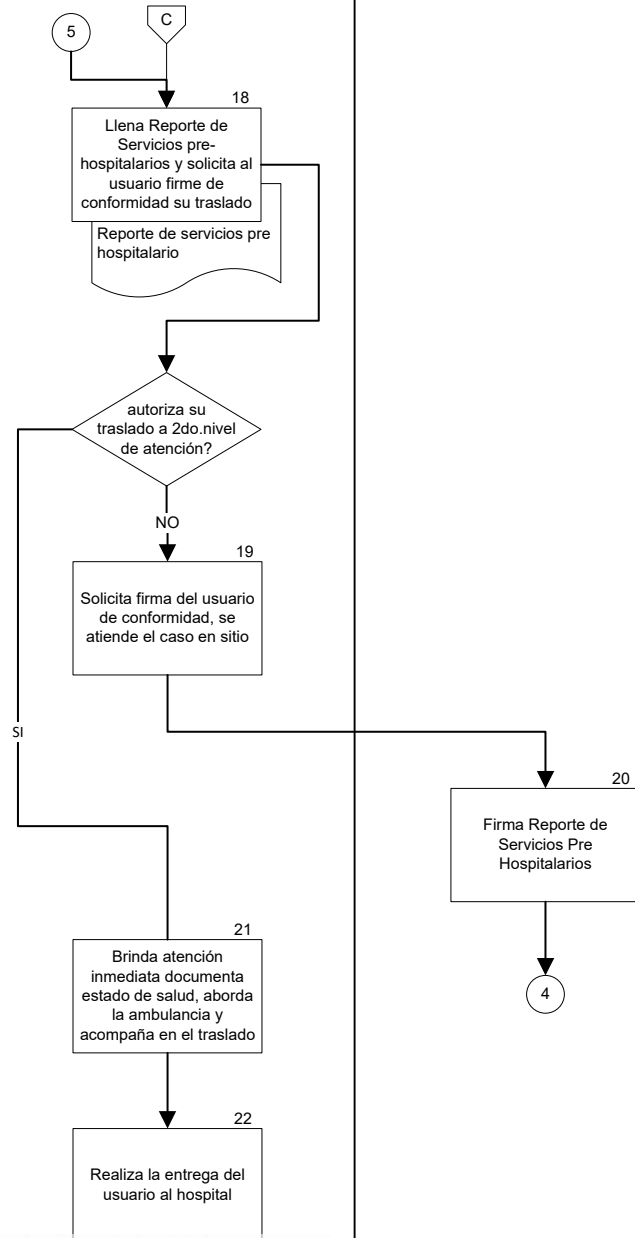 5
C
18
Llena Reporte de
Servicios pre-
hospitalarios y solicita al
usuario firme de
conformidad su traslado
Reporte de servicios pre
hospitalario
autoriza su
traslado a 2do.nivel
de atención?
NO
19
Solicita firma del usuario
de conformidad, se
atiende el caso en sitio
SI
20
Firma Reporte de
Servicios Pre
Hospitalarios
4
21
Brinda atención
inmediata documenta
estado de salud, aborda
la ambulancia y
acompaña en el traslado
22
Realiza la entrega del
usuario al hospital